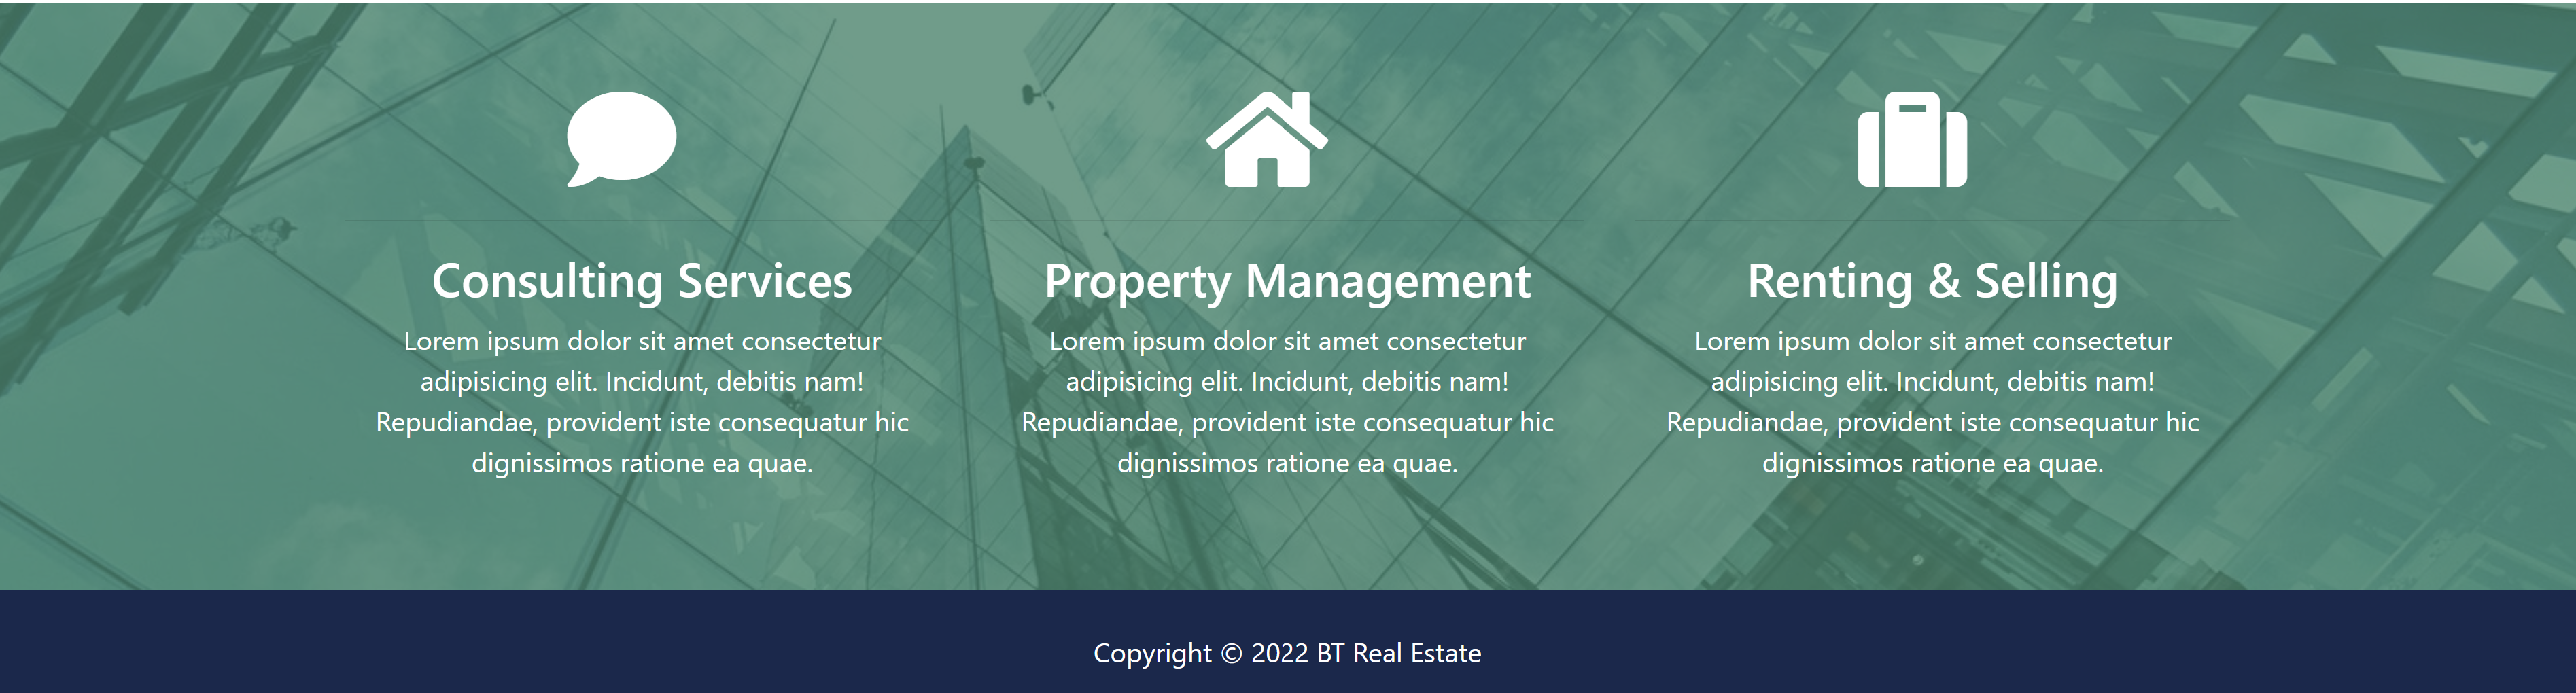 Consulting Services
Lorem ipsum dolor sit amet consectetur
adipisicing elit. Incidunt, debitis nam!
Repudiandae, provident iste consequatur hic
dignissimos ratione ea quae.
Property Management
Lorem ipsum dolor sit amet consectetur
adipisicing elit. Incidunt, debitis nam!
Repudiandae, provident iste consequatur hic
dignissimos ratione ea quae.
Renting & Selling
Lorem ipsum dolor sit amet consectetur
adipisicing elit. Incidunt, debitis nam!
Repudiandae, provident iste consequatur hic
dignissimos ratione ea quae.
Copyright © 2022 BT Real Estate